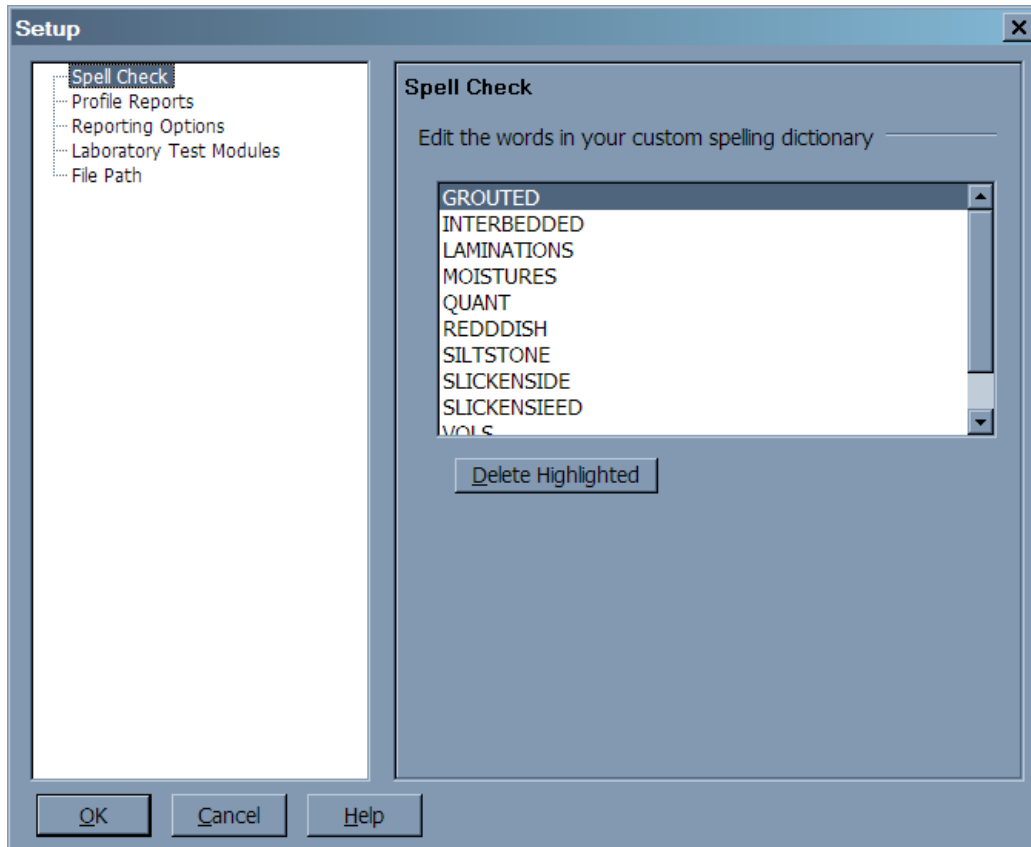 Setup
Spell Check
Profile Reports
Reporting Options
Laboratory Test Modules
File Path
Spell Check
Edit the words in your custom spelling dictionary
GROUTED
INTERBEDDED
LAMINATIONS
MOISTURES
QUANT
REDDDISH
SILTSTONE
SLICKENSIDE
SLICKENSIEED
VOLS
Delete Highlighted
OK
Cancel
Help